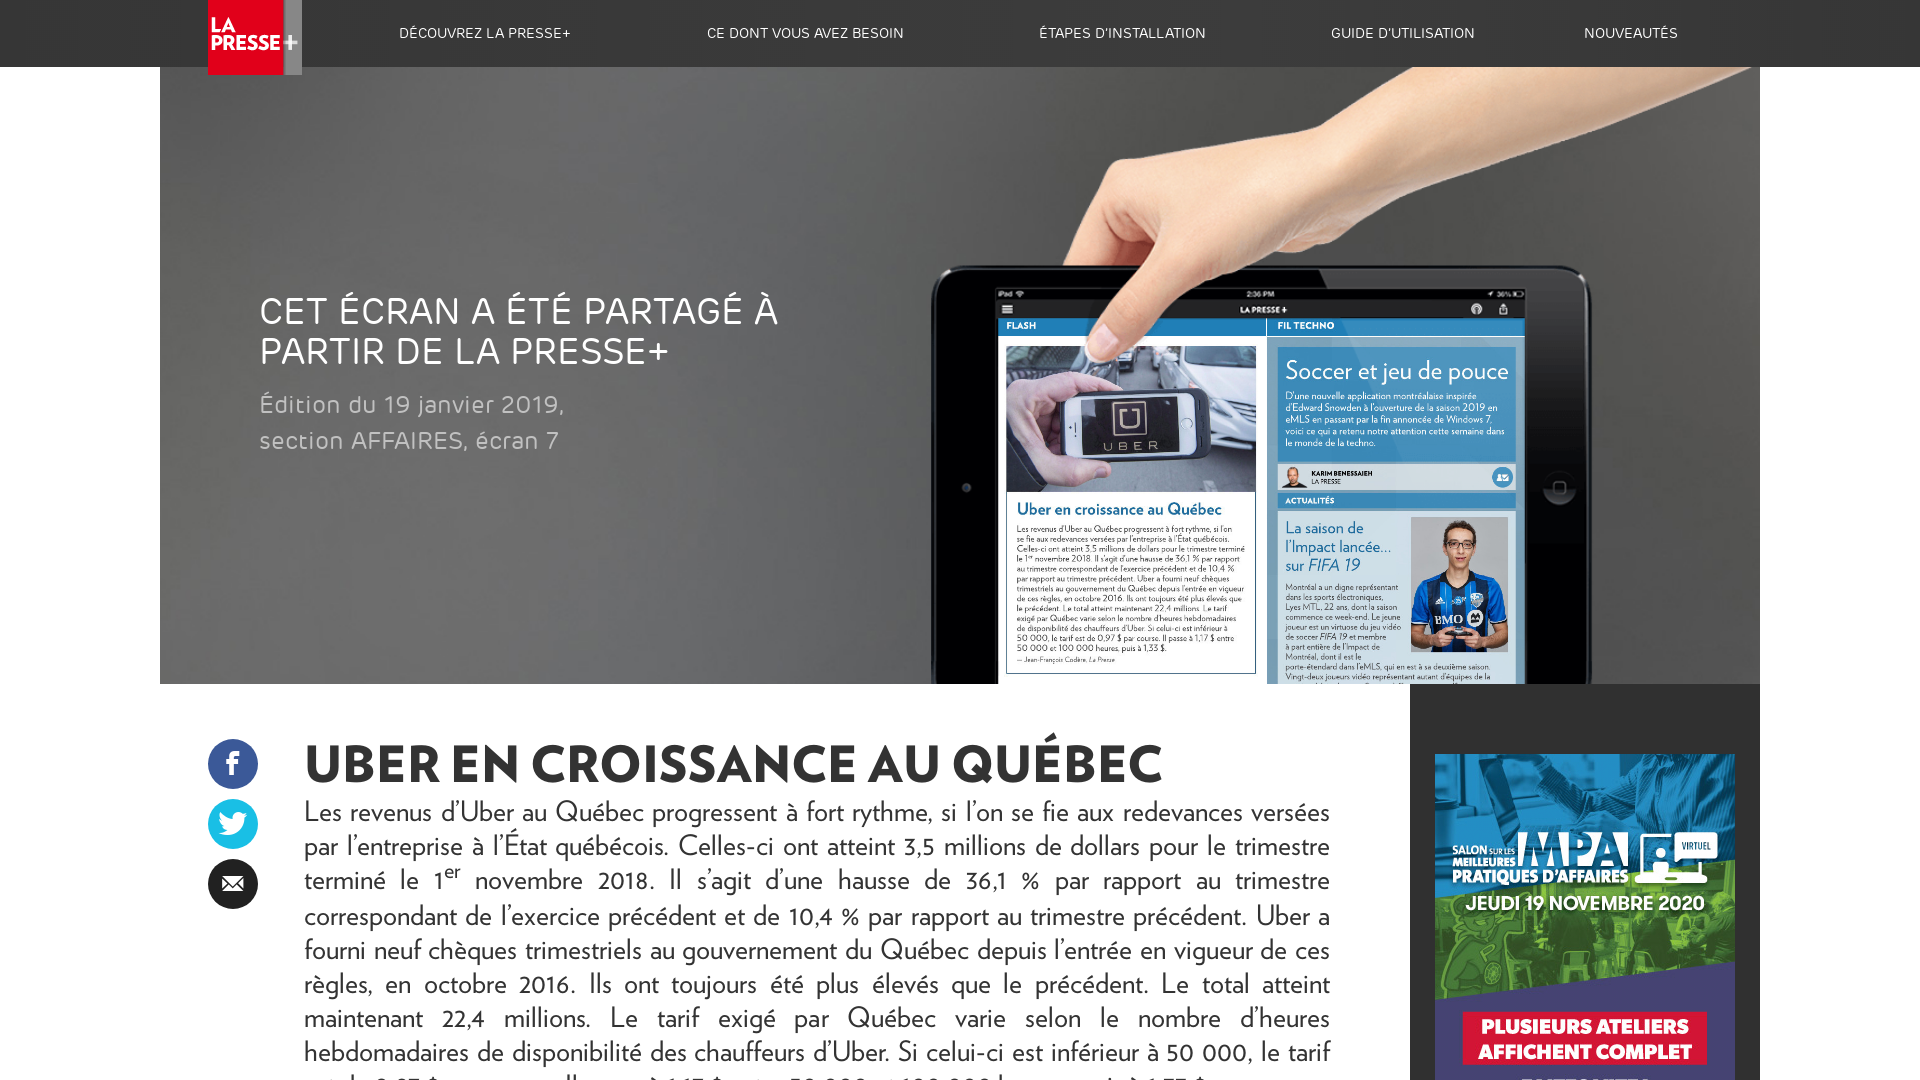 LA PRESSE+
DÉCOUVREZ LA PRESSE+
CE DONT VOUS AVEZ BESOIN
ÉTAPES D'INSTALLATION
GUIDE D'UTILISATION
NOUVEAUTÉS
CET ÉCRAN A ÉTÉ PARTAGÉ À
PARTIR DE LA PRESSE+
Édition du 19 janvier 2019,
section AFFAIRES, écran 7
iPad
2:36 PM
36%
LA PRESSE+
FLASH
UBER
Uber en croissance au Québec
Les revenus d'Uber au Québec progressent à fort rythme, si l'on
se fie aux redevances versées par l'entreprise à l'État québécois.
Celles-ci ont atteint 3,5 millions de dollars pour le trimestre terminé
le 1er novembre 2018. Il s'agit d'une hausse de 36,1 % par rapport
au trimestre correspondant de l'exercice précédent et de 10,4 %
par rapport au trimestre précédent. Uber a fourni neuf chèques
trimestriels au gouvernement du Québec depuis l'entrée en vigueur
de ces règles, en octobre 2016. Ils ont toujours été plus élevés que
le précédent. Le total atteint maintenant 22,4 millions. Le tarif
exigé par Québec varie selon le nombre d'heures hebdomadaires
de disponibilité des chauffeurs d'Uber. Si celui-ci est inférieur à
50 000, le tarif est de 0,97 $ par course. Il passe à 1,17 $ entre
50 000 et 100 000 heures, puis à 1,33 $.
— Jean-François Codère, La Presse
FIL TECHNO
Soccer et jeu de pouce
D'une nouvelle application montréalaise inspirée
d'Edward Snowden à l'ouverture de la saison 2019 en
eMLS en passant par la fin annoncée de Windows 7,
voici ce qui a retenu notre attention cette semaine dans
le monde de la techno.
KARIM BENESSAIEH
LA PRESSE
ACTUALITÉS
La saison de
l'Impact lancée…
sur FIFA 19
BMO
Montréal a un digne représentant
dans les sports électroniques,
Lyes MTL, 22 ans, dont la saison
commence ce week-end. Le jeune
joueur est un virtuose du jeu vidéo
de soccer FIFA 19 et membre
à part entière de l'Impact de
Montréal, dont il est le
porte-étendard dans l'eMLS, qui en est à sa deuxième saison.
Vingt-deux joueurs vidéo représentant autant d'équipes de la
UBER EN CROISSANCE AU QUÉBEC
Les revenus d’Uber au Québec progressent à fort rythme, si l’on se fie aux redevances versées
par l’entreprise à l’État québécois. Celles-ci ont atteint 3,5 millions de dollars pour le trimestre
terminé le 1er novembre 2018. Il s’agit d’une hausse de 36,1 % par rapport au trimestre
correspondant de l’exercice précédent et de 10,4 % par rapport au trimestre précédent. Uber a
fourni neuf chèques trimestriels au gouvernement du Québec depuis l’entrée en vigueur de ces
règles, en octobre 2016. Ils ont toujours été plus élevés que le précédent. Le total atteint
maintenant 22,4 millions. Le tarif exigé par Québec varie selon le nombre d’heures
hebdomadaires de disponibilité des chauffeurs d’Uber. Si celui-ci est inférieur à 50 000, le tarif
SALON SUR LES
MEILLEURES
PRATIQUES D'AFFAIRES
MPA
VIRTUEL
JEUDI 19 NOVEMBRE 2020
PLUSIEURS ATELIERS
AFFICHENT COMPLET